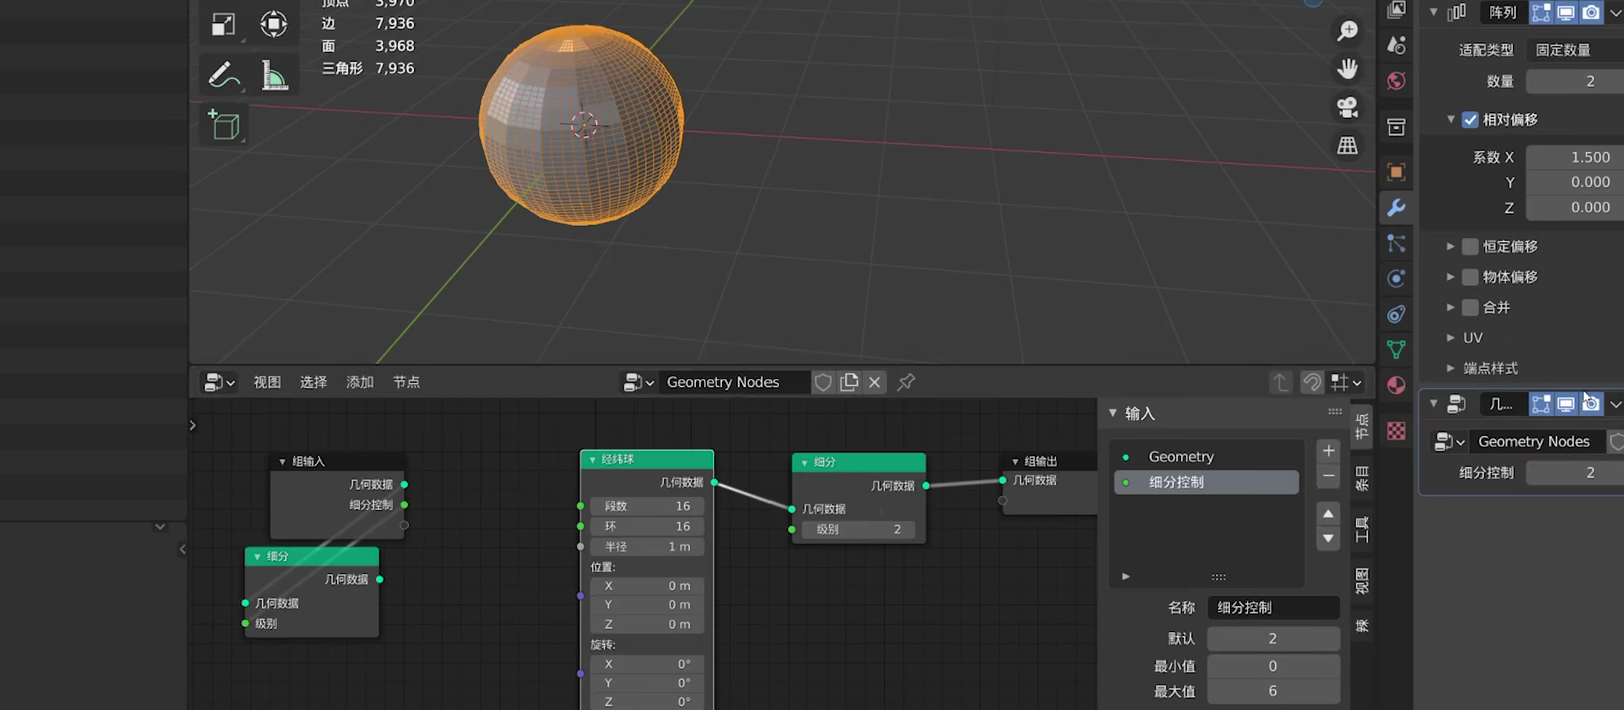 顶点 3,970
边 7,936
面 3,968
三角形 7,936
阵列
适配类型 固定数量
数量 2
相对偏移
系数 X 1.500
Y 0.000
Z 0.000
恒定偏移
物体偏移
合并
UV
端点样式
几...
Geometry Nodes
细分控制 2
视图 选择 添加 节点
Geometry Nodes
组输入
几何数据
细分控制
细分
几何数据
几何数据
级别
经纬球
几何数据
段数 16
环 16
半径 1 m
位置:
X 0 m
Y 0 m
Z 0 m
旋转:
X 0°
Y 0°
Z 0°
细分
几何数据
几何数据
级别 2
组输出
几何数据
输入
Geometry
细分控制
名称 细分控制
默认 2
最小值 0
最大值 6
节点
条目
工具
视图
辣